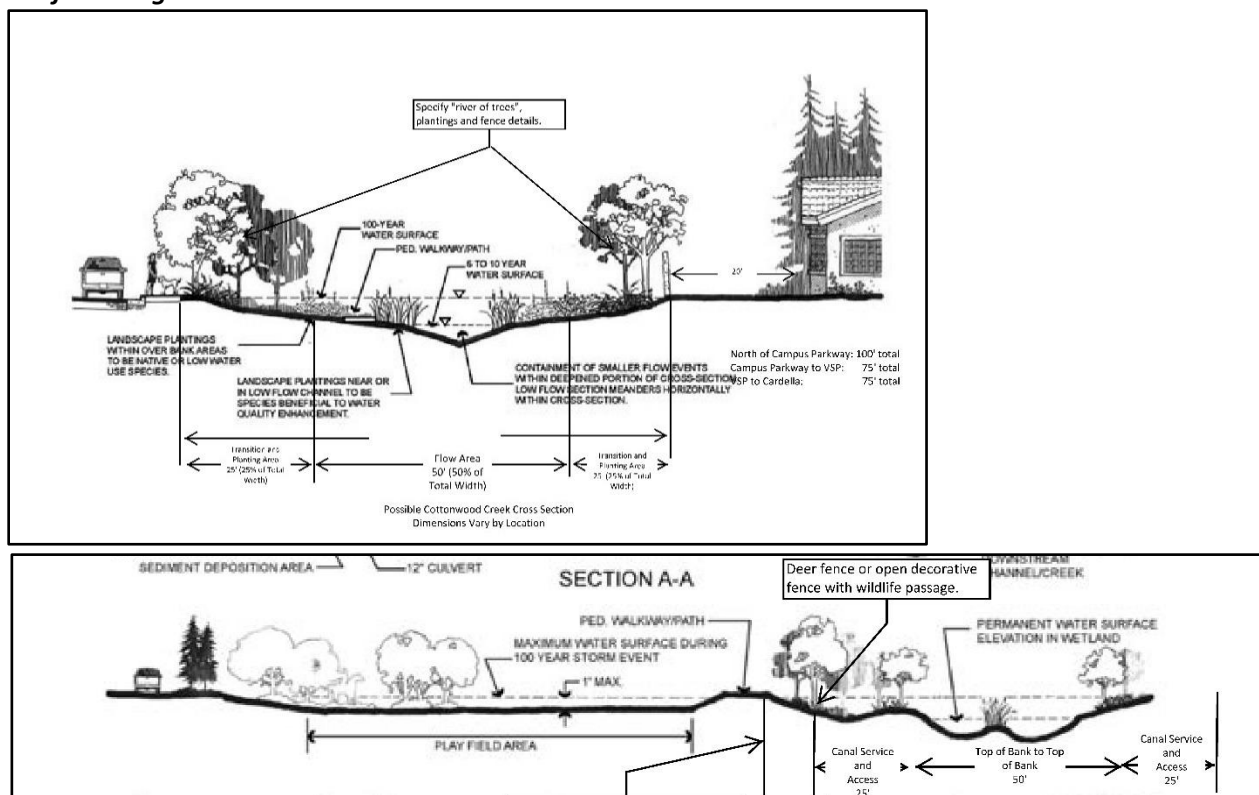 Specify "river of trees",
plantings and fence details.
100-YEAR
WATER SURFACE
PED. WALKWAY/PATH
WATER SURFACE
20'
LANDSCAPE PLANTINGS
WITHIN OVER BANK AREAS
TO BE NATIVE OR LOW WATER
USE SPECIES.
LANDSCAPE PLANTINGS NEAR OR
IN LOW FLOW CHANNEL TO BE
SPECIES BENEFICIAL TO WATER
QUALITY ENHANCEMENT.
CONTAINMENT OF SMALLER FLOW EVENTS
WITHIN DEEPENED PORTION OF CROSS-SECTION.
LOW FLOW SECTION MEANDERS HORIZONTALLY
WITHIN CROSS-SECTION.
North of Campus Parkway: 100' total
Campus Parkway to VSP: 75' total
VSP to Cardella: 75' total
Transition and
Planting Area
25' (25% of Total
Width)
Flow Area
50' (50% of
Total Width)
Transition and
Planting Area
25' (25% of Total
Width)
Possible Cottonwood Creek Cross Section
Dimensions Vary by Location
SEDIMENT DEPOSITION AREA
12" CULVERT
SECTION A-A
Deer fence or open decorative
fence with wildlife passage.
PED. WALKWAY/PATH
MAXIMUM WATER SURFACE DURING
100 YEAR STORM EVENT
1" MAX.
PERMANENT WATER SURFACE
ELEVATION IN WETLAND
PLAY FIELD AREA
Canal Service
and
Access
25'
Top of Bank to Top
of Bank
50'
Canal Service
and
Access
25'